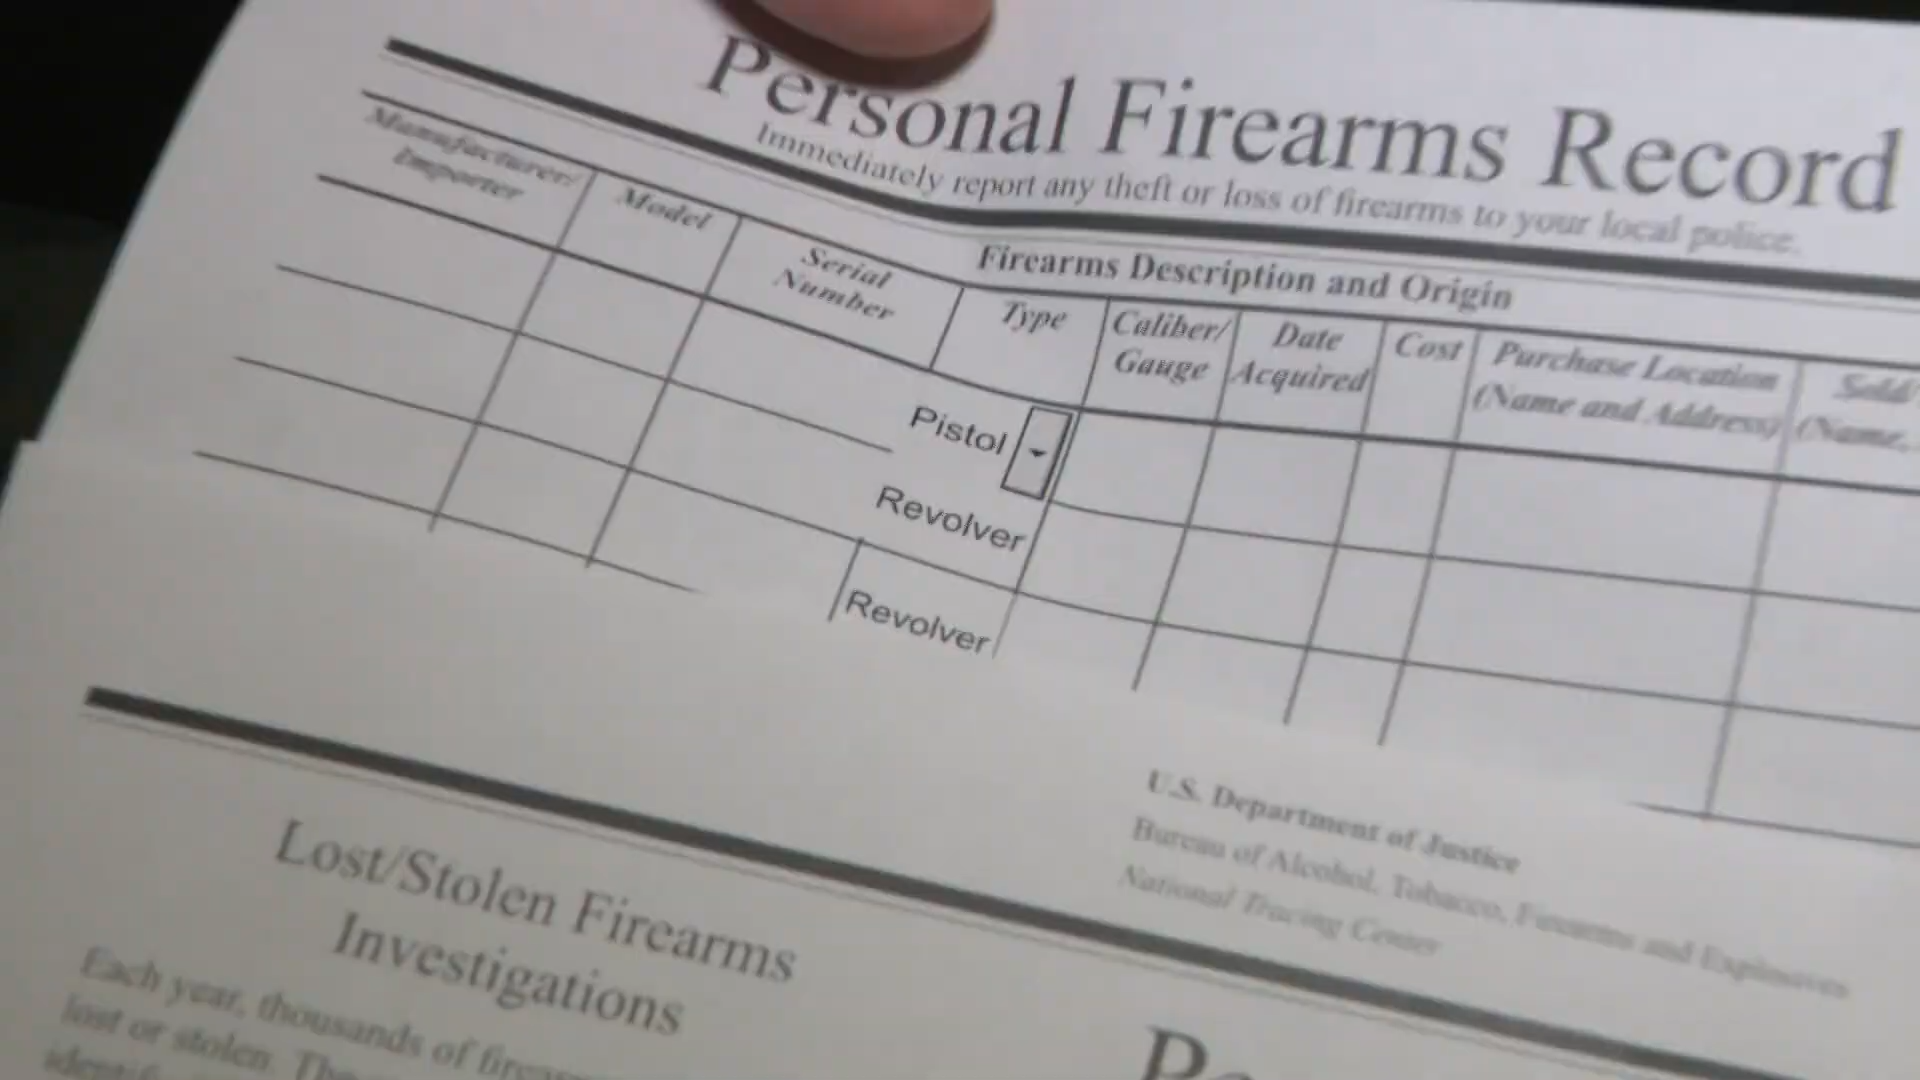 Personal Firearms Record
Immediately report any theft or loss of firearms to your local police.
Firearms Description and Origin
Manufacturer/
Importer
Model
Serial
Number
Type
Caliber/
Gauge
Date
Acquired
Cost
Purchase Location
(Name and Address)
Sold/
(Name,
Pistol
Revolver
Revolver
U.S. Department of Justice
Bureau of Alcohol, Tobacco, Firearms and Explosives
National Tracing Center
Lost/Stolen Firearms
Investigations
Each year, thousands of
lost or stolen.